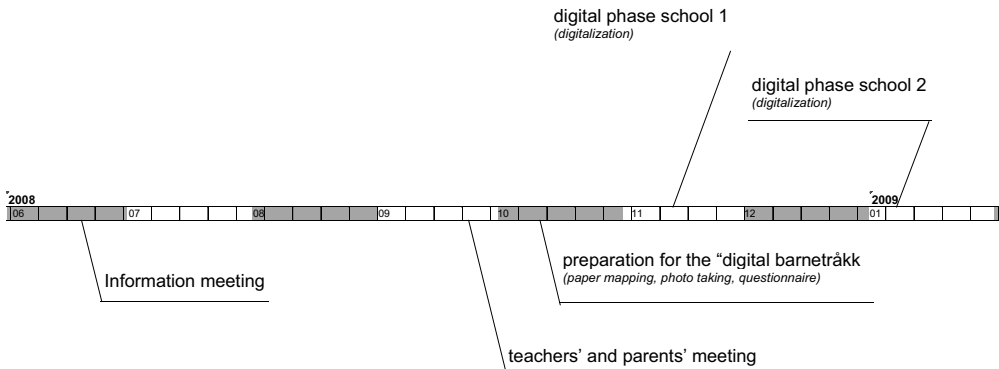 digital phase school 1
(digitalization)
digital phase school 2
(digitalization)
2008
2009
06
07
08
09
10
11
12
01
Information meeting
preparation for the “digital barnetråkk
(paper mapping, photo taking, questionnaire)
teachers’ and parents’ meeting